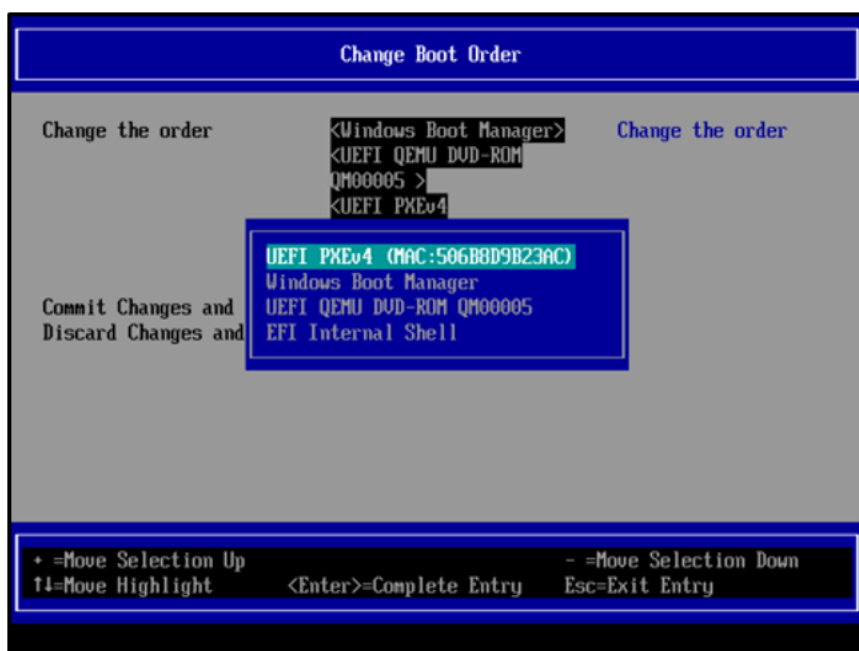 Change Boot Order
Change the order <Windows Boot Manager> Change the order
<UEFI QEMU DVD-ROM
QM00005 >
<UEFI PXEv4
UEFI PXEv4 (MAC:506B8D9B23AC)
Windows Boot Manager
Commit Changes and UEFI QEMU DVD-ROM QM00005
Discard Changes and EFI Internal Shell
+ =Move Selection Up - =Move Selection Down
↑↓=Move Highlight <Enter>=Complete Entry Esc=Exit Entry